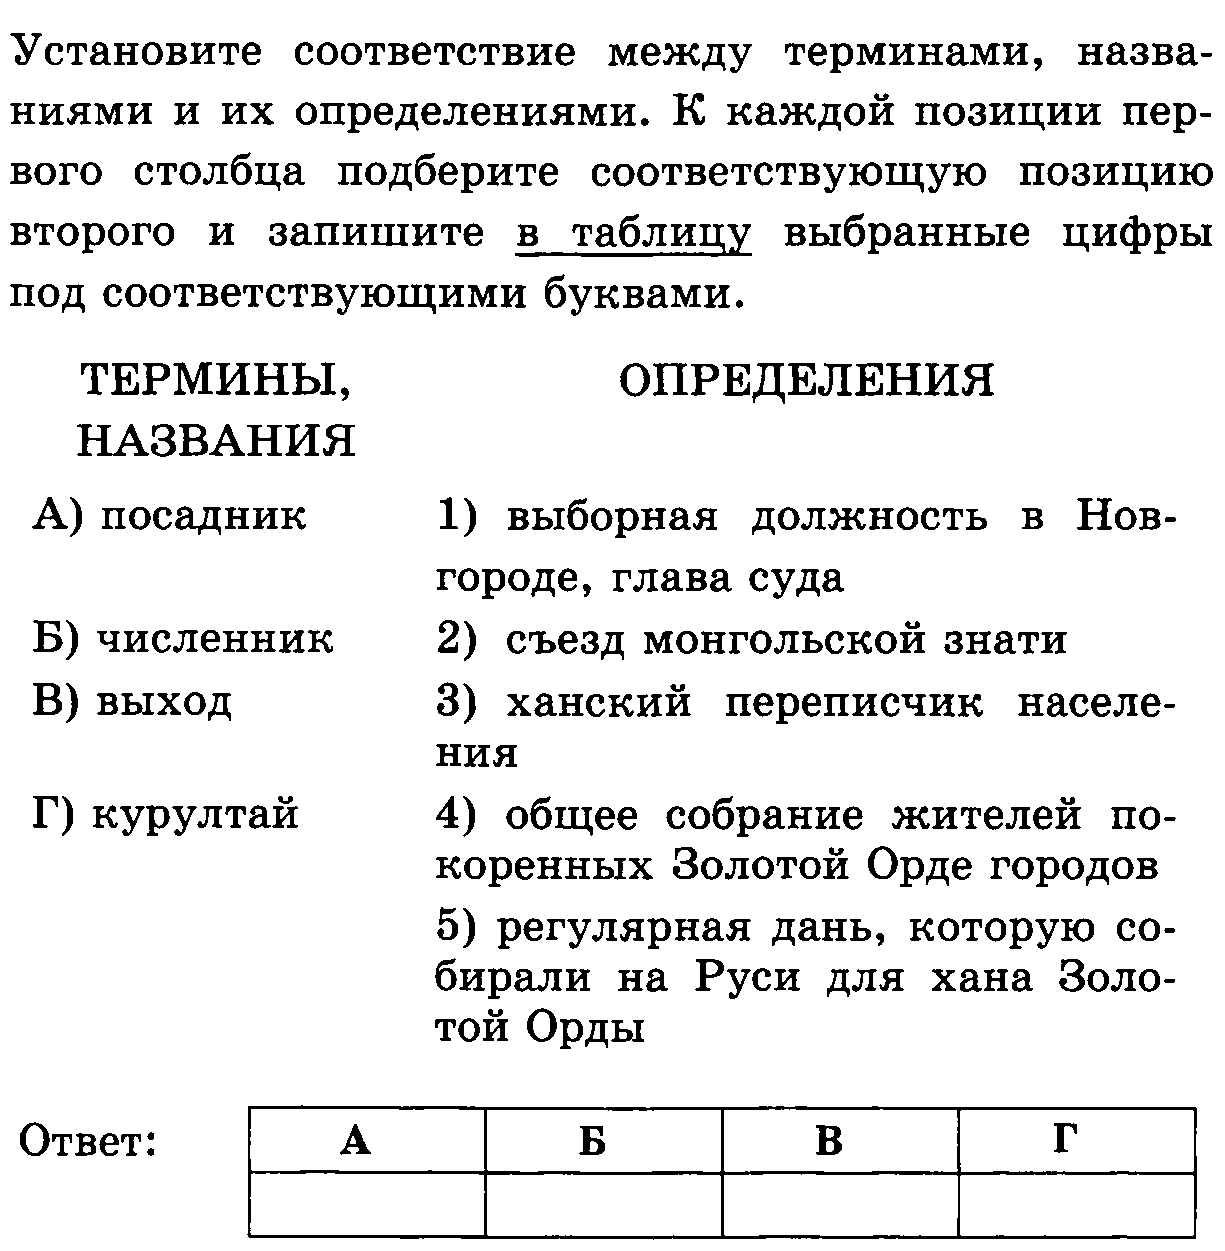 Установите соответствие между терминами, назва-
ниями и их определениями. К каждой позиции пер-
вого столбца подберите соответствующую позицию
второго и запишите в таблицу выбранные цифры
под соответствующими буквами.
ТЕРМИНЫ,
НАЗВАНИЯ
ОПРЕДЕЛЕНИЯ
А) посадник
1) выборная должность в Нов-
городе, глава суда
Б) численник
2) съезд монгольской знати
В) выход
3) ханский переписчик населе-
ния
Г) курултай
4) общее собрание жителей по-
коренных Золотой Орде городов
5) регулярная дань, которую со-
бирали на Руси для хана Золо-
той Орды
Ответ:
А Б В Г